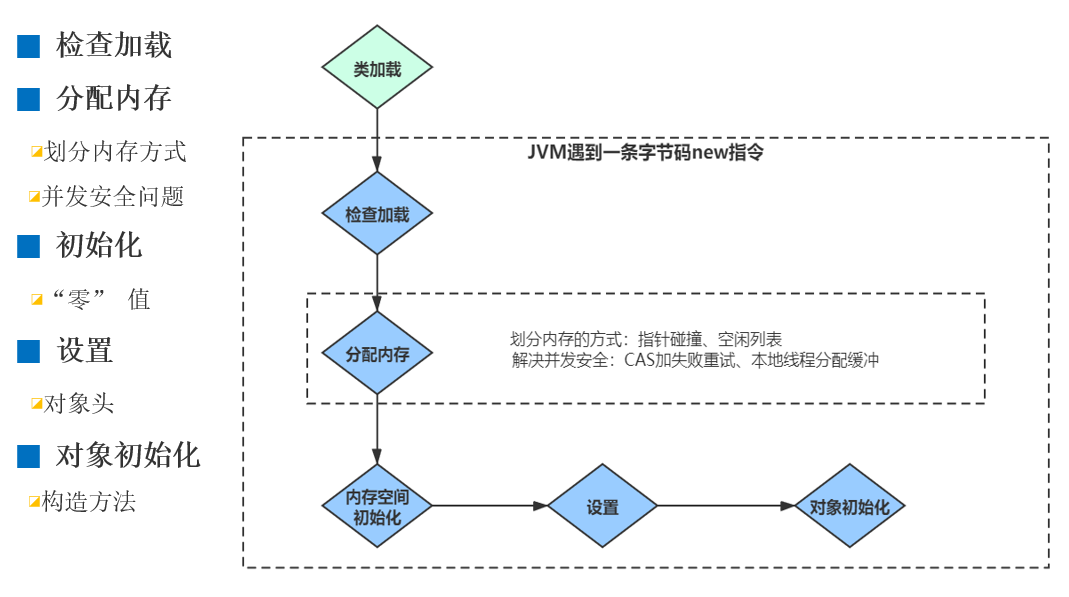 检查加载
分配内存
划分内存方式
并发安全问题
初始化
“零” 值
设置
对象头
对象初始化
构造方法
类加载
JVM遇到一条字节码new指令
检查加载
分配内存
划分内存的方式：指针碰撞、空闲列表
解决并发安全：CAS加失败重试、本地线程分配缓冲
内存空间
初始化
设置
对象初始化